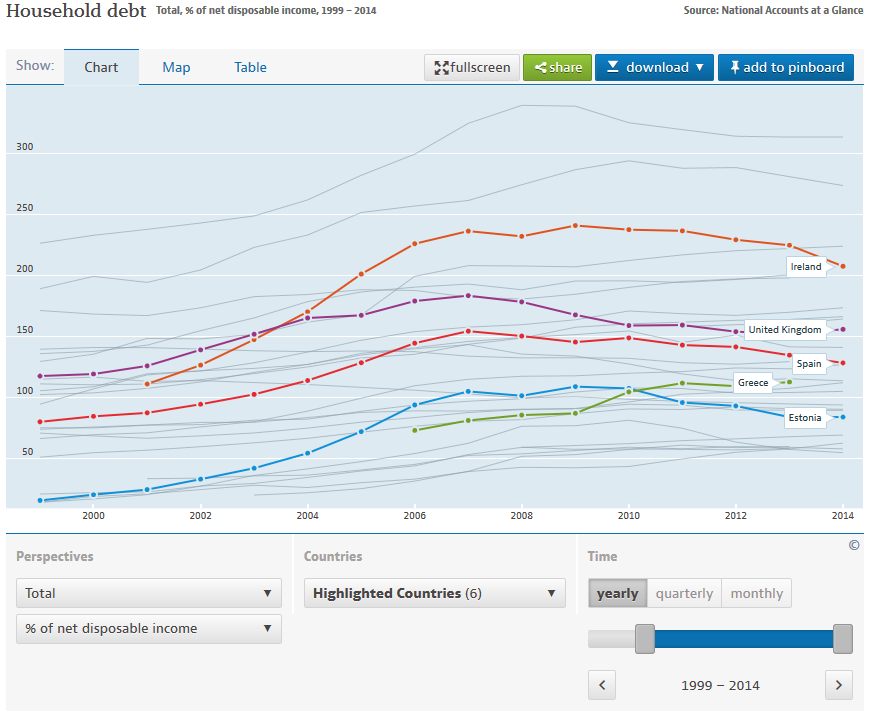 Household debt Total, % of net disposable income, 1999 – 2014 Source: National Accounts at a Glance
Show: Chart Map Table fullscreen share download ▼ add to pinboard
300
250
200
Ireland
150
United Kingdom
Spain
100
Greece
Estonia
50
2000 2002 2004 2006 2008 2010 2012 2014
©
Perspectives Countries Time
Total ▼ Highlighted Countries (6) ▼ yearly quarterly monthly
% of net disposable income ▼
< 1999 – 2014 >